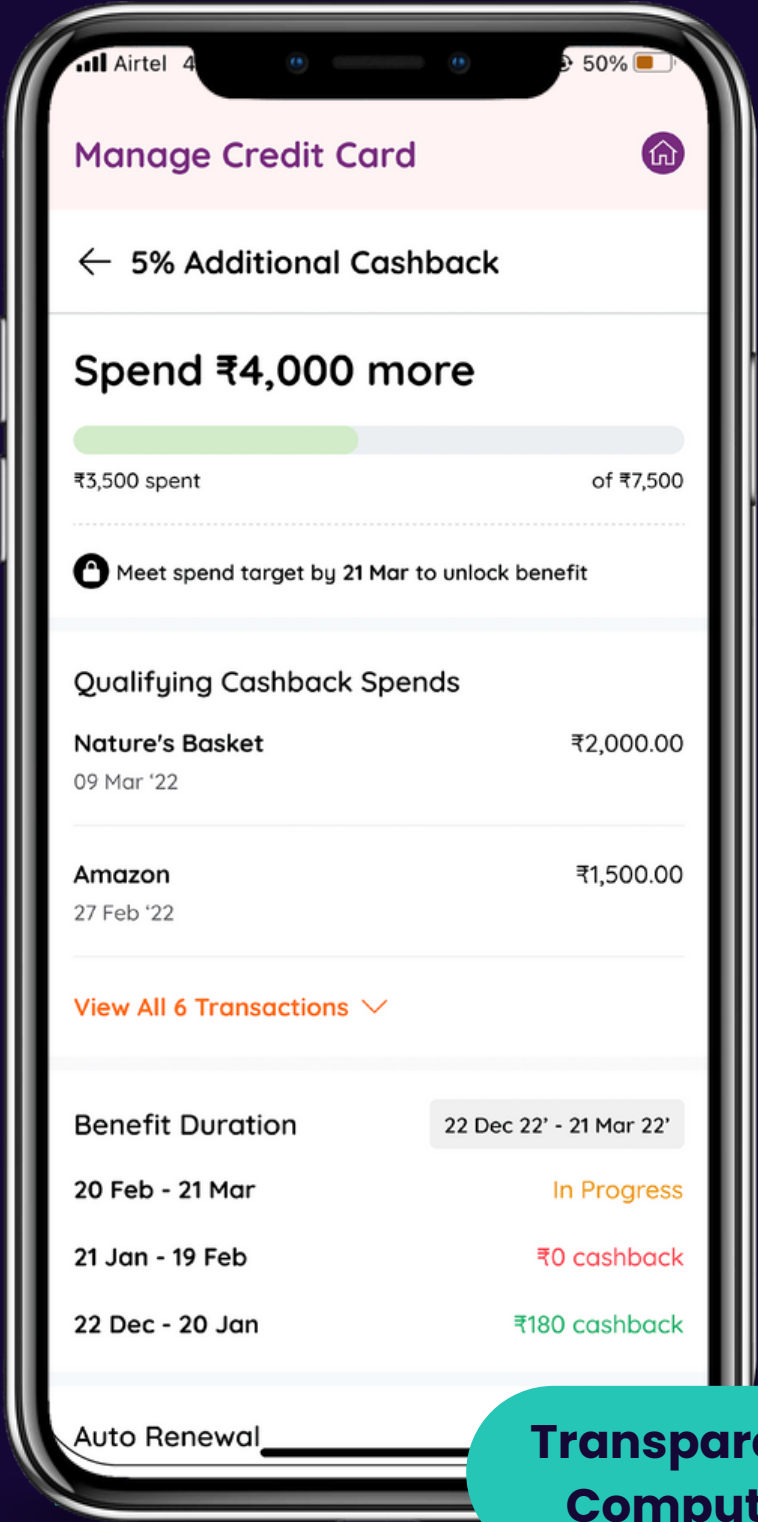 Airtel 4
50%
Manage Credit Card
← 5% Additional Cashback
Spend ₹4,000 more
₹3,500 spent of ₹7,500
Meet spend target by 21 Mar to unlock benefit
Qualifying Cashback Spends
Nature's Basket ₹2,000.00
09 Mar ‘22
Amazon ₹1,500.00
27 Feb ‘22
View All 6 Transactions
Benefit Duration 22 Dec 22’ - 21 Mar 22’
20 Feb - 21 Mar In Progress
21 Jan - 19 Feb ₹0 cashback
22 Dec - 20 Jan ₹180 cashback
Auto Renewal